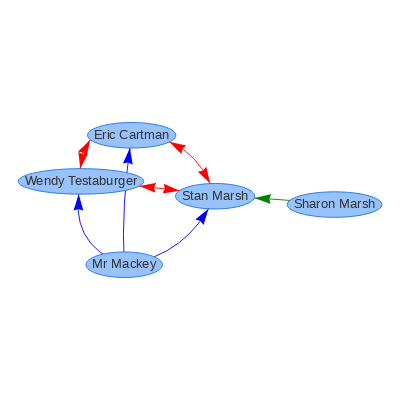 Eric Cartman
Wendy Testaburger
Stan Marsh
Sharon Marsh
Mr Mackey